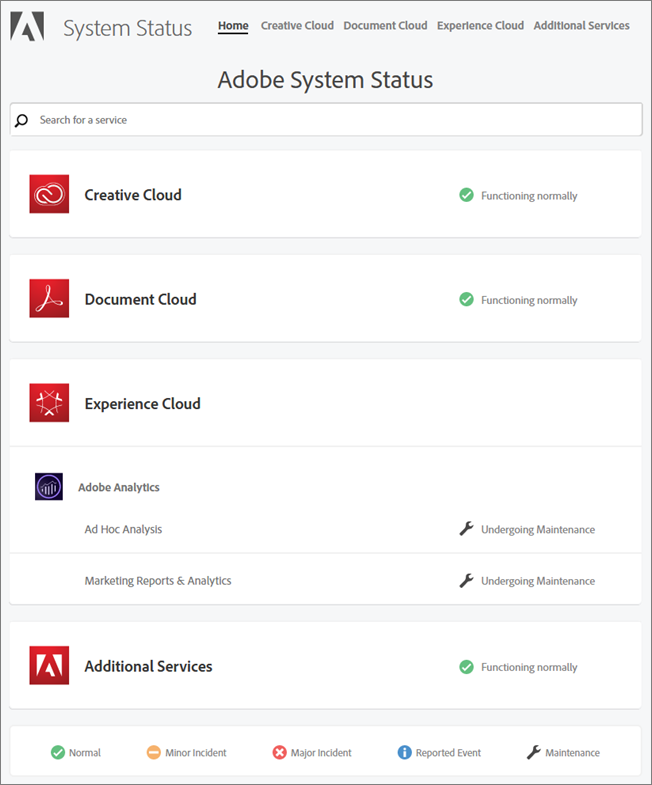 System Status Home Creative Cloud Document Cloud Experience Cloud Additional Services
Adobe System Status
Search for a service
Creative Cloud Functioning normally
Document Cloud Functioning normally
Experience Cloud
Adobe Analytics
Ad Hoc Analysis Undergoing Maintenance
Marketing Reports & Analytics Undergoing Maintenance
Additional Services Functioning normally
Normal Minor Incident Major Incident Reported Event Maintenance